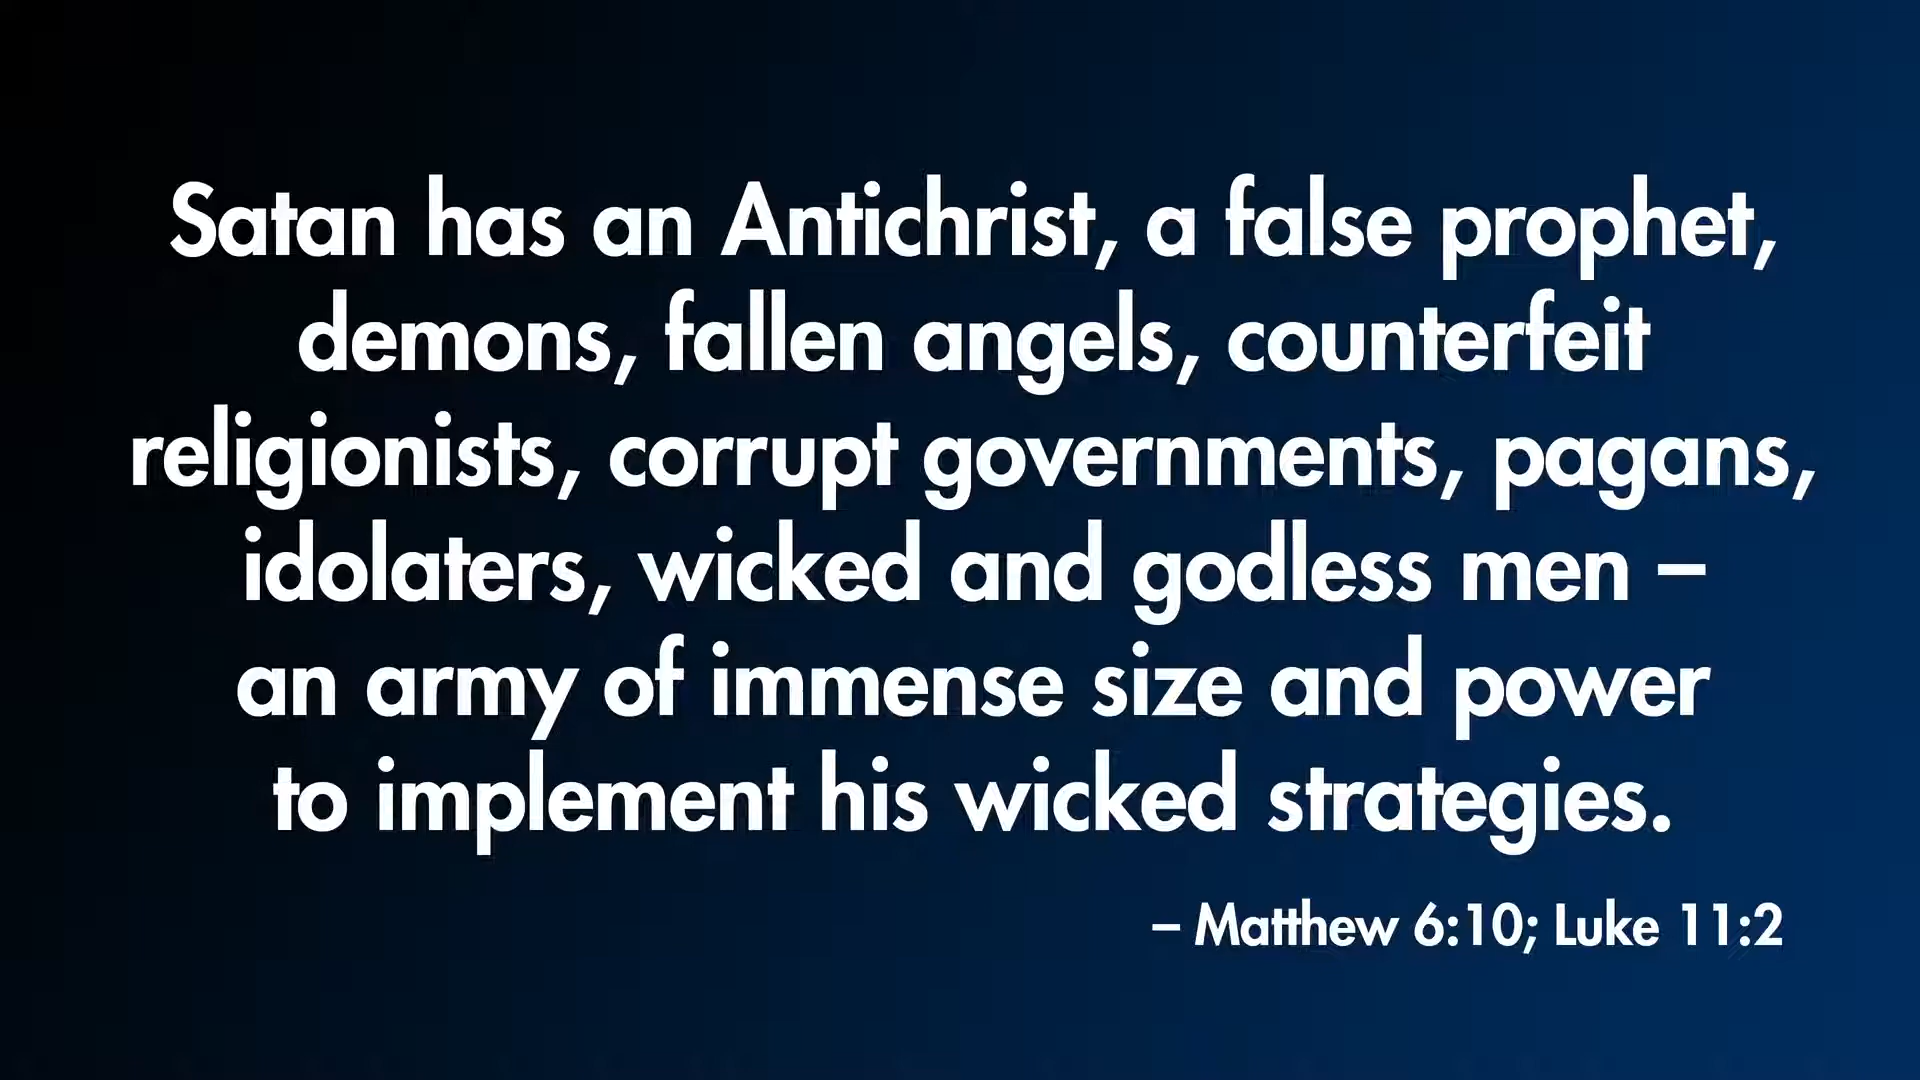 Satan has an Antichrist, a false prophet,
demons, fallen angels, counterfeit
religionists, corrupt governments, pagans,
idolaters, wicked and godless men –
an army of immense size and power
to implement his wicked strategies.
– Matthew 6:10; Luke 11:2